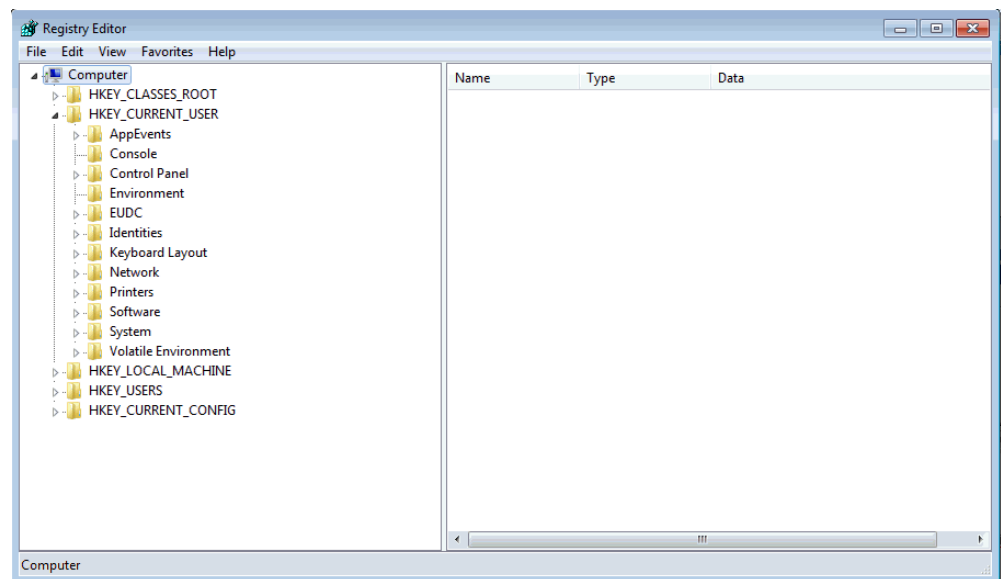 Registry Editor
File Edit View Favorites Help
Computer
HKEY_CLASSES_ROOT
HKEY_CURRENT_USER
AppEvents
Console
Control Panel
Environment
EUDC
Identities
Keyboard Layout
Network
Printers
Software
System
Volatile Environment
HKEY_LOCAL_MACHINE
HKEY_USERS
HKEY_CURRENT_CONFIG
Name Type Data
Computer